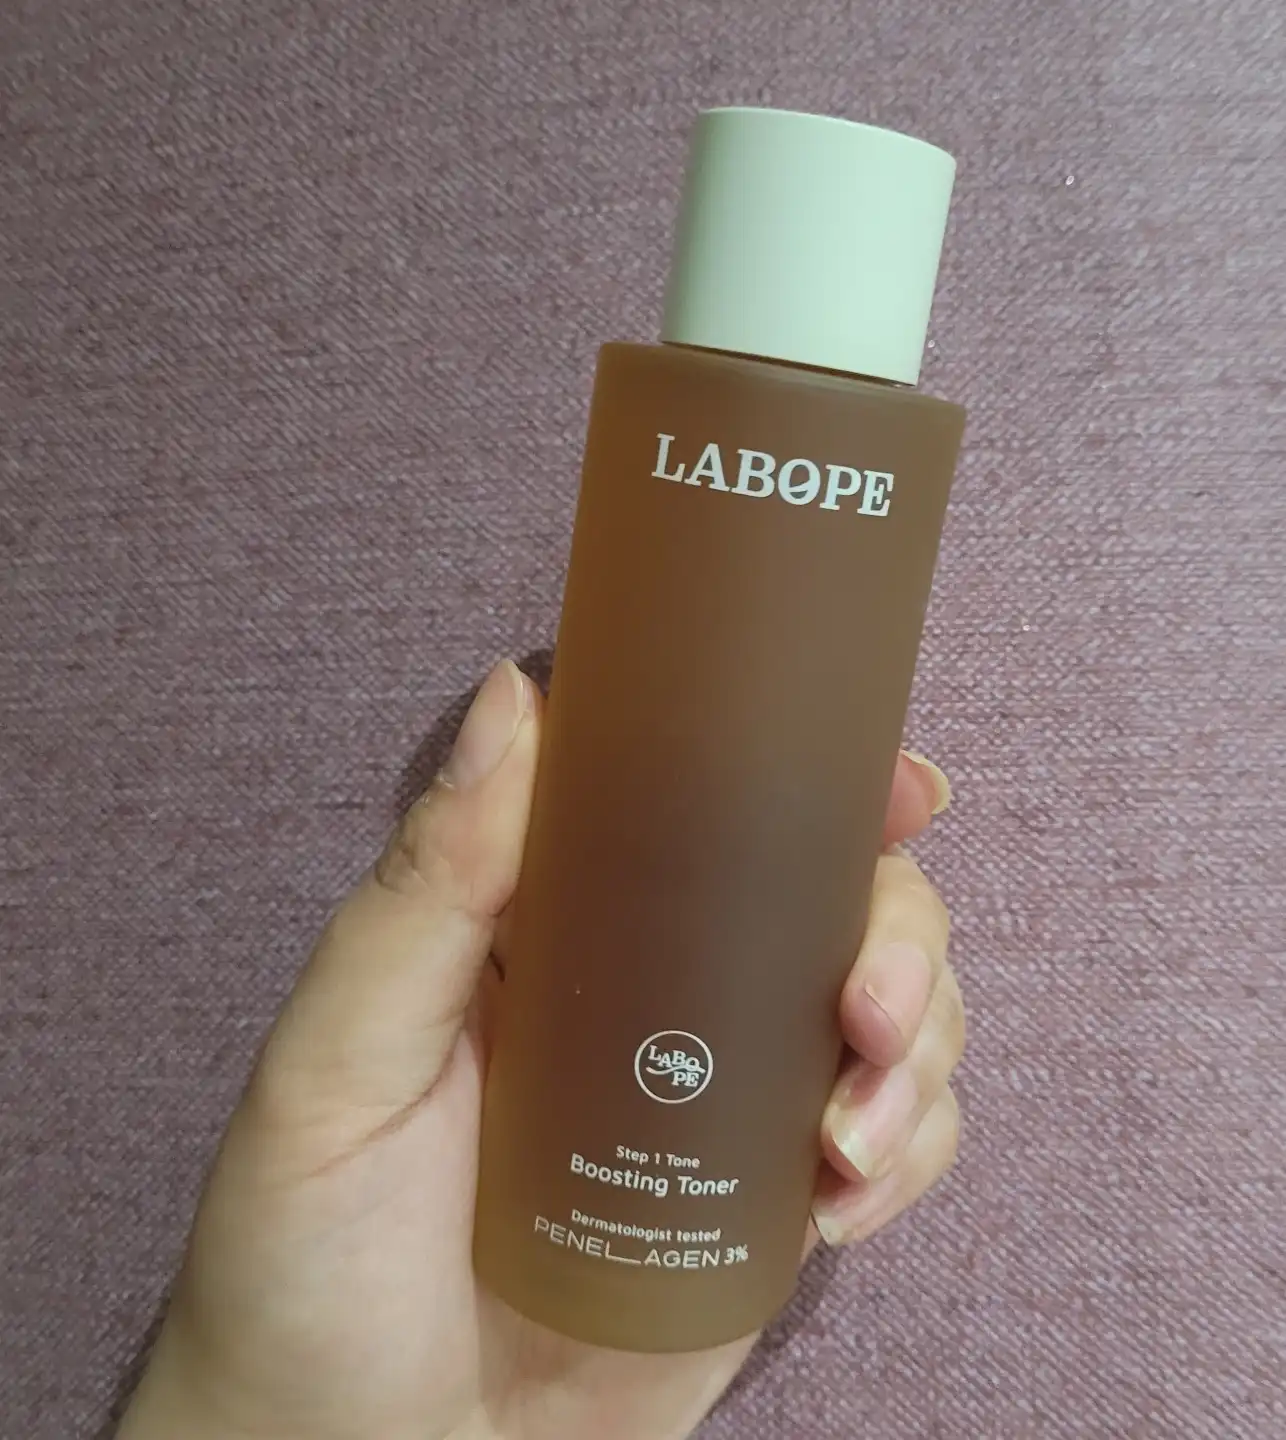 LABOPE
LABO
PE
Step 1 Tone
Boosting Toner
Dermatologist tested
PENEL_AGEN 3%